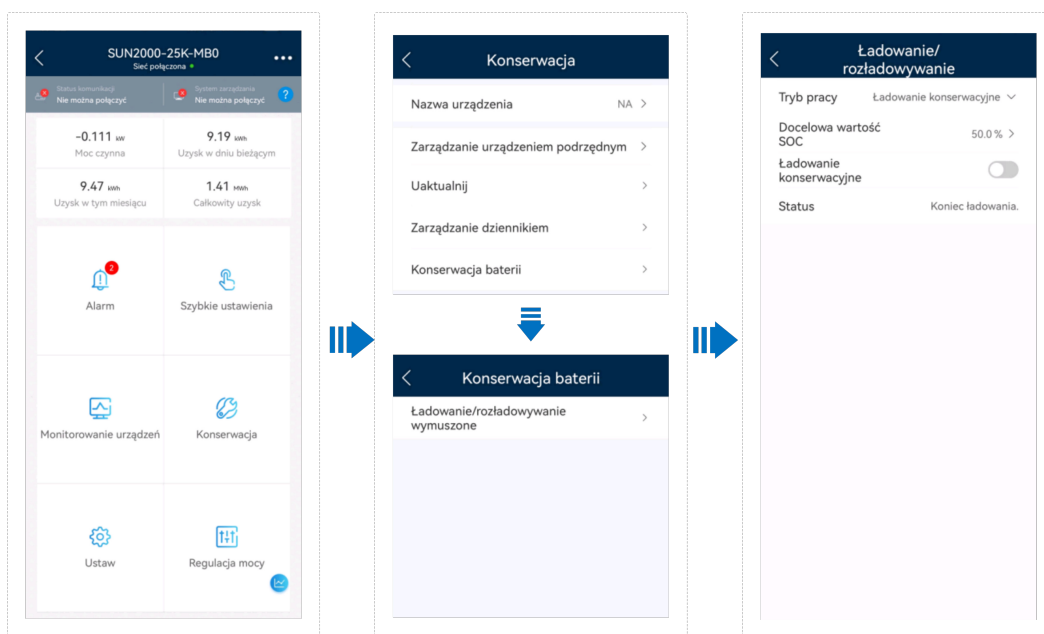 SUN2000-25K-MB0
Sieć połączona
Status komunikacji
Nie można połączyć
System zarządzania
Nie można połączyć
?
-0.111 kW
Moc czynna
9.19 kWh
Uzysk w dniu bieżącym
9.47 kWh
Uzysk w tym miesiącu
1.41 MWh
Całkowity uzysk
2
Alarm
Szybkie ustawienia
Monitorowanie urządzeń
Konserwacja
Ustaw
Regulacja mocy
Konserwacja
Nazwa urządzenia NA
Zarządzanie urządzeniem podrzędnym
Uaktualnij
Zarządzanie dziennikiem
Konserwacja baterii
Konserwacja baterii
Ładowanie/rozładowywanie
wymuszone
Ładowanie/
rozładowywanie
Tryb pracy Ładowanie konserwacyjne
Docelowa wartość
SOC
50.0 %
Ładowanie
konserwacyjne
Status Koniec ładowania.